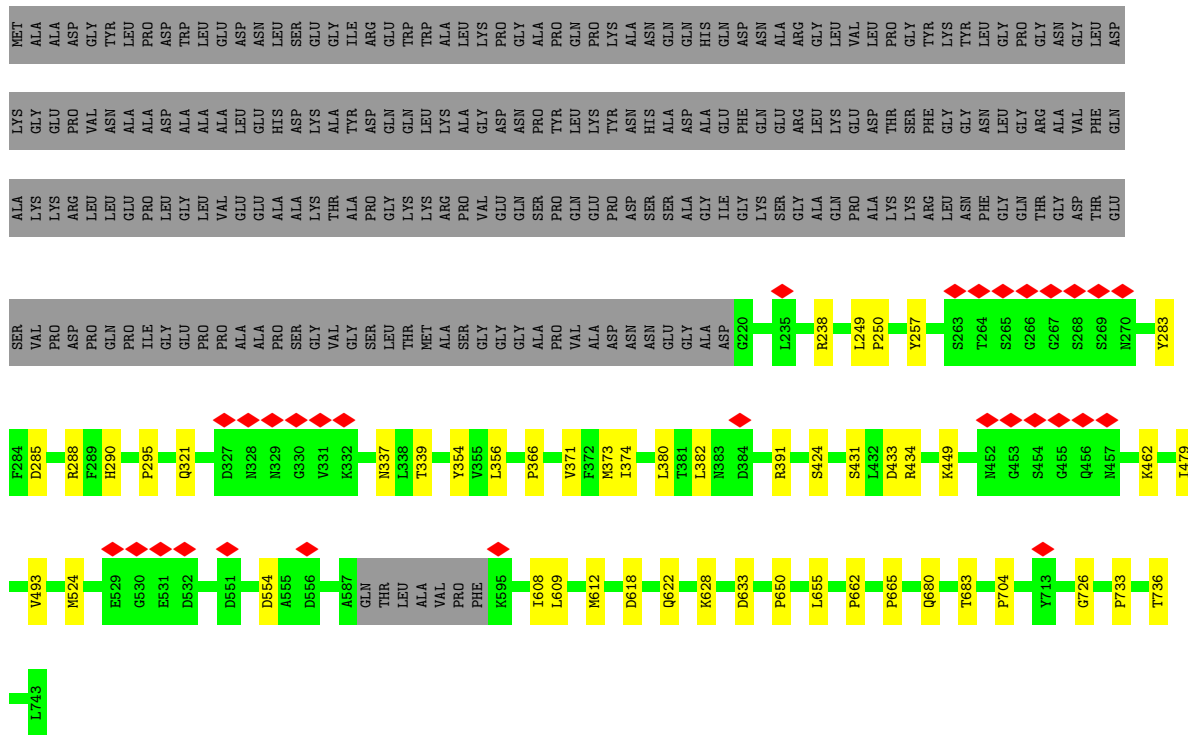 MET ALA ALA ASP GLY TYR LEU PRO ASP TRP LEU GLU ASP ASN LEU SER GLU GLY ILE ARG GLU TRP TRP ALA LEU LYS PRO GLY ALA PRO GLN PRO LYS ALA ASN GLN GLN HIS GLN ASP ASN ALA ARG GLY LEU VAL LEU PRO GLY TYR LYS TYR LEU GLY PRO GLY ASN GLY LEU ASP
LYS GLY GLU PRO VAL ASN ALA ALA ASP ALA ALA ALA LEU GLU HIS ASP LYS ALA TYR ASP GLN GLN LEU LYS ALA GLY ASP ASN PRO TYR LEU LYS TYR ASN HIS ALA ASP ALA GLU PHE GLN GLU ARG LEU LYS GLU ASP THR SER PHE GLY GLY ASN LEU GLY ARG ALA VAL PHE GLN
ALA LYS LYS ARG LEU LEU GLU PRO LEU GLY LEU VAL GLU GLU ALA ALA LYS THR ALA PRO GLY LYS LYS ARG PRO VAL GLU GLN SER PRO GLN GLU PRO ASP SER SER ALA GLY ILE GLY LYS SER GLY ALA GLN PRO ALA LYS LYS ARG LEU ASN PHE GLY GLN THR GLY ASP THR GLU
SER VAL PRO ASP PRO GLN PRO ILE GLY GLU PRO PRO ALA ALA PRO SER GLY VAL GLY SER LEU THR MET ALA SER GLY GLY GLY ALA PRO VAL ALA ASP ASN ASN GLU GLY ALA ASP G220 L235 R238 L249 P250 Y257 S263 T264 S265 G266 G267 S268 S269 N270 Y283
F284 D285 R288 F289 H290 P295 Q321 D327 N328 N329 G330 V331 K332 N337 L338 T339 Y354 V355 L356 P366 V371 F372 M373 I374 L380 T381 L382 N383 D384 R391 S424 S431 L432 D433 R434 K449 N452 G453 S454 G455 Q456 N457 K462 I479
V493 M524 E529 G530 E531 D532 D551 D554 A555 D556 A587 GLN THR LEU ALA VAL PRO PHE K595 I608 L609 M612 D618 Q622 K628 D633 P650 L655 P662 P665 Q680 T683 P704 Y713 G726 P733 T736
L743